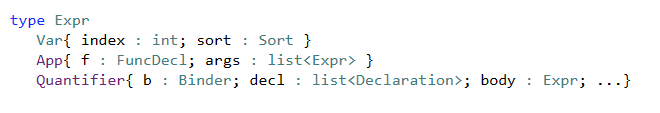 type Expr
Var{ index : int; sort : Sort }
App{ f : FuncDecl; args : list<Expr> }
Quantifier{ b : Binder; decl : list<Declaration>; body : Expr; ...}